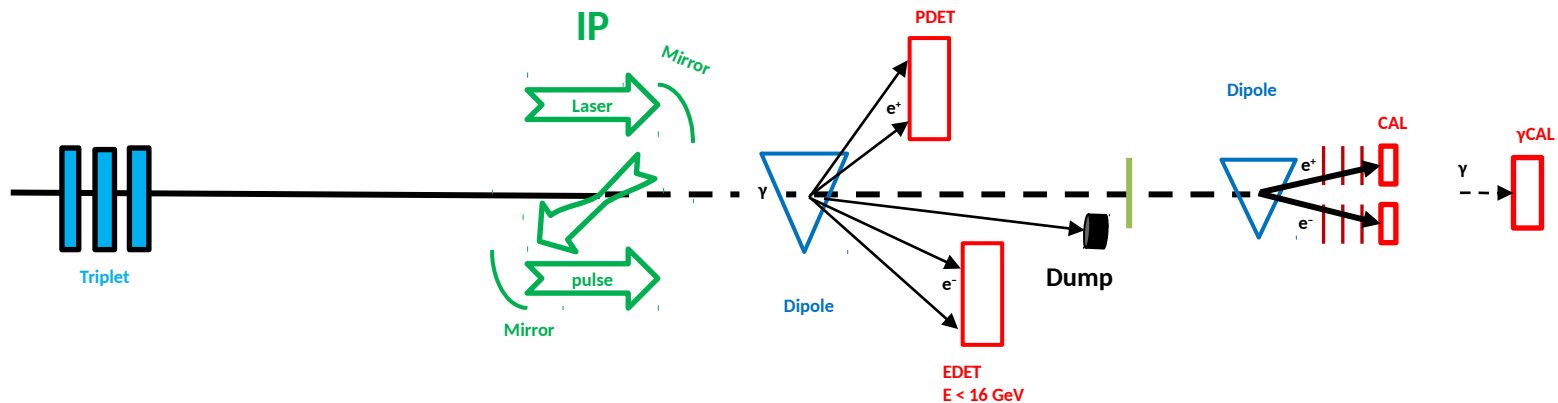 IP
PDET
Mirror
Dipole
Laser
e⁺
CAL
γCAL
e⁺
γ
γ
e⁻
Triplet
pulse
e⁻
Dump
Dipole
Mirror
EDET
E < 16 GeV